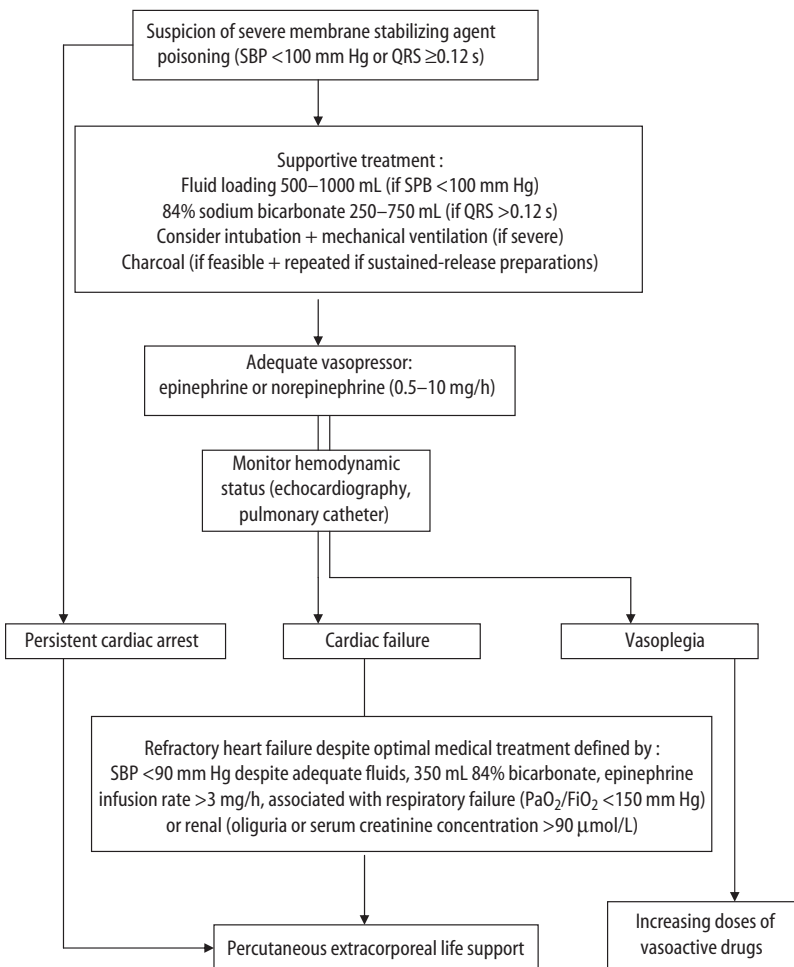 Suspicion of severe membrane stabilizing agent
poisoning (SBP <100 mm Hg or QRS ≥0.12 s)
Supportive treatment :
Fluid loading 500–1000 mL (if SPB <100 mm Hg)
84% sodium bicarbonate 250–750 mL (if QRS >0.12 s)
Consider intubation + mechanical ventilation (if severe)
Charcoal (if feasible + repeated if sustained-release preparations)
Adequate vasopressor:
epinephrine or norepinephrine (0.5–10 mg/h)
Monitor hemodynamic
status (echocardiography,
pulmonary catheter)
Persistent cardiac arrest
Cardiac failure
Vasoplegia
Refractory heart failure despite optimal medical treatment defined by :
SBP <90 mm Hg despite adequate fluids, 350 mL 84% bicarbonate, epinephrine
infusion rate >3 mg/h, associated with respiratory failure (PaO₂/FiO₂ <150 mm Hg)
or renal (oliguria or serum creatinine concentration >90 μmol/L)
Percutaneous extracorporeal life support
Increasing doses of
vasoactive drugs